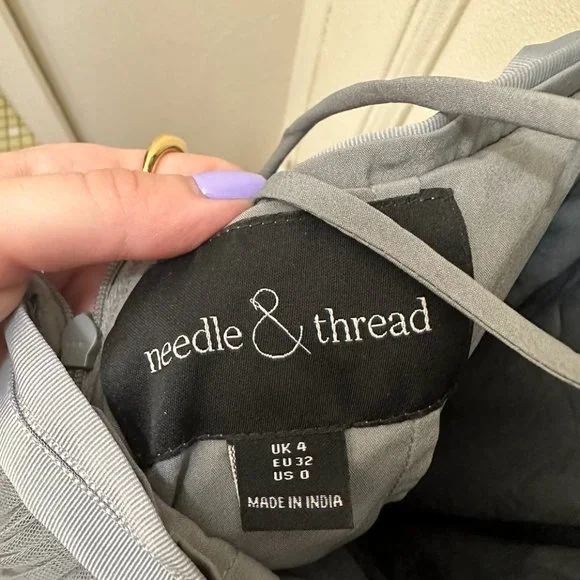 needle & thread
UK 4
EU 32
US 0
MADE IN INDIA